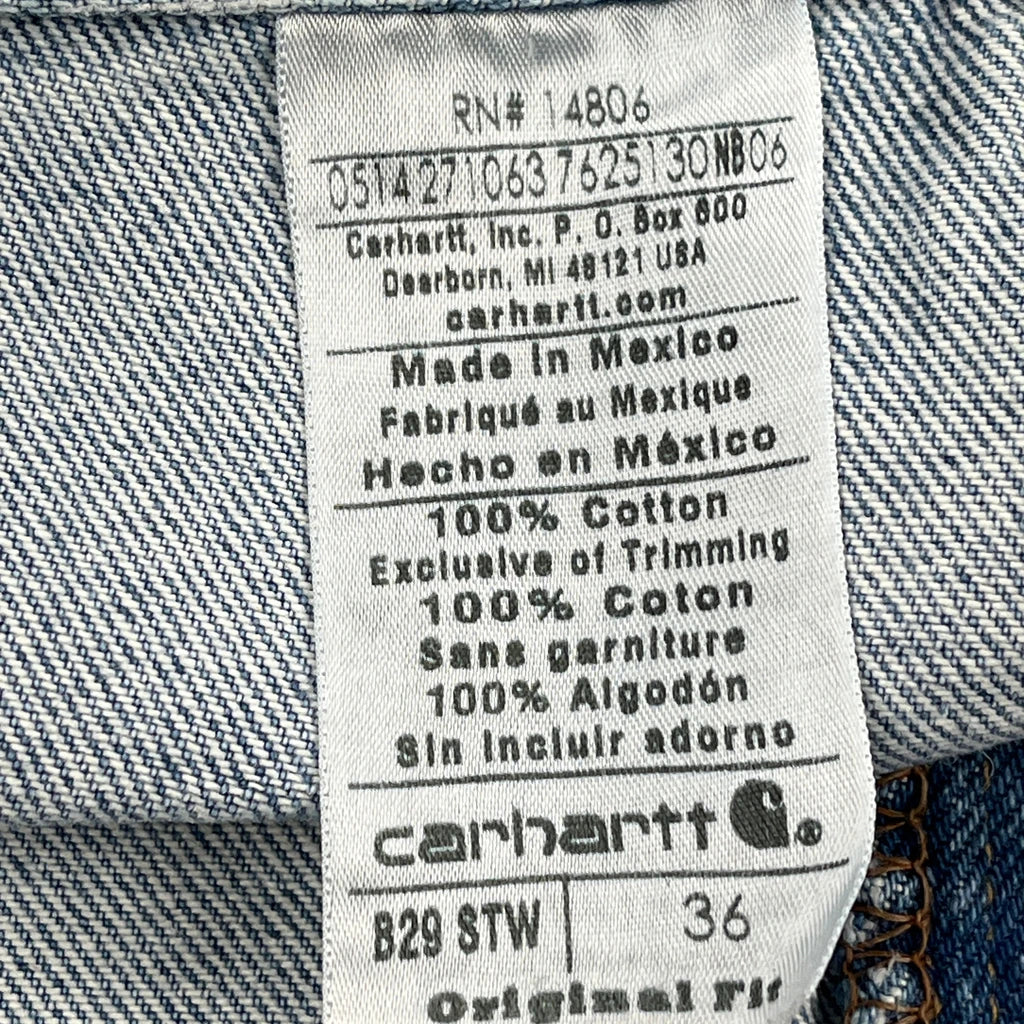 RN# 14806
0514271063 7625130 NB06
Carhartt, Inc. P. O. Box 600
Dearborn, MI 48121 USA
carhartt.com
Made in Mexico
Fabriqué au Mexique
Hecho en México
100% Cotton
Exclusive of Trimming
100% Coton
Sans garniture
100% Algodón
Sin incluir adorno
carhartt ®
B29 STW 36
Original Fit